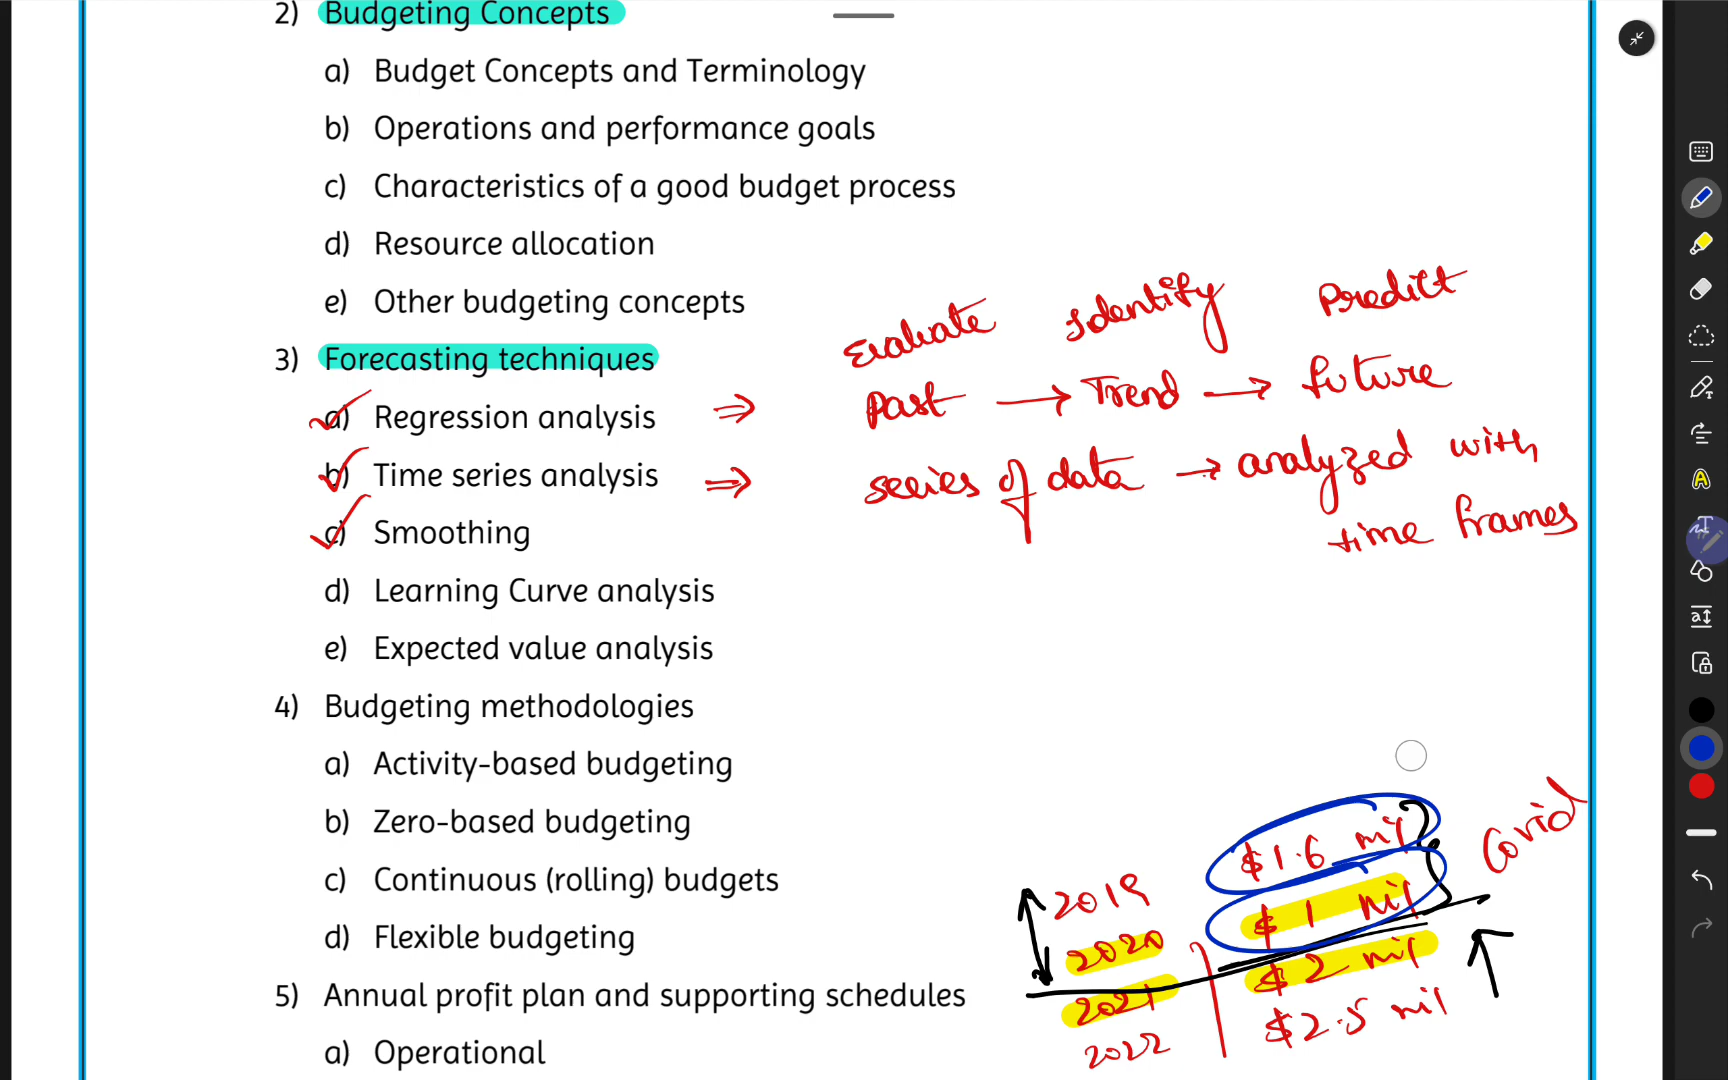 2) Budgeting Concepts
a) Budget Concepts and Terminology
b) Operations and performance goals
c) Characteristics of a good budget process
d) Resource allocation
e) Other budgeting concepts
Evaluate Identify Predict
3) Forecasting techniques
a) Regression analysis ⇒ Past → Trend → future
b) Time series analysis ⇒ series of data → analyzed with
time frames
c) Smoothing
d) Learning Curve analysis
e) Expected value analysis
4) Budgeting methodologies
a) Activity-based budgeting
b) Zero-based budgeting
c) Continuous (rolling) budgets
d) Flexible budgeting
2019 $1.6 mil Covid
2020 $1 mil
2021 $2 mil
2022 $2.5 mil
5) Annual profit plan and supporting schedules
a) Operational